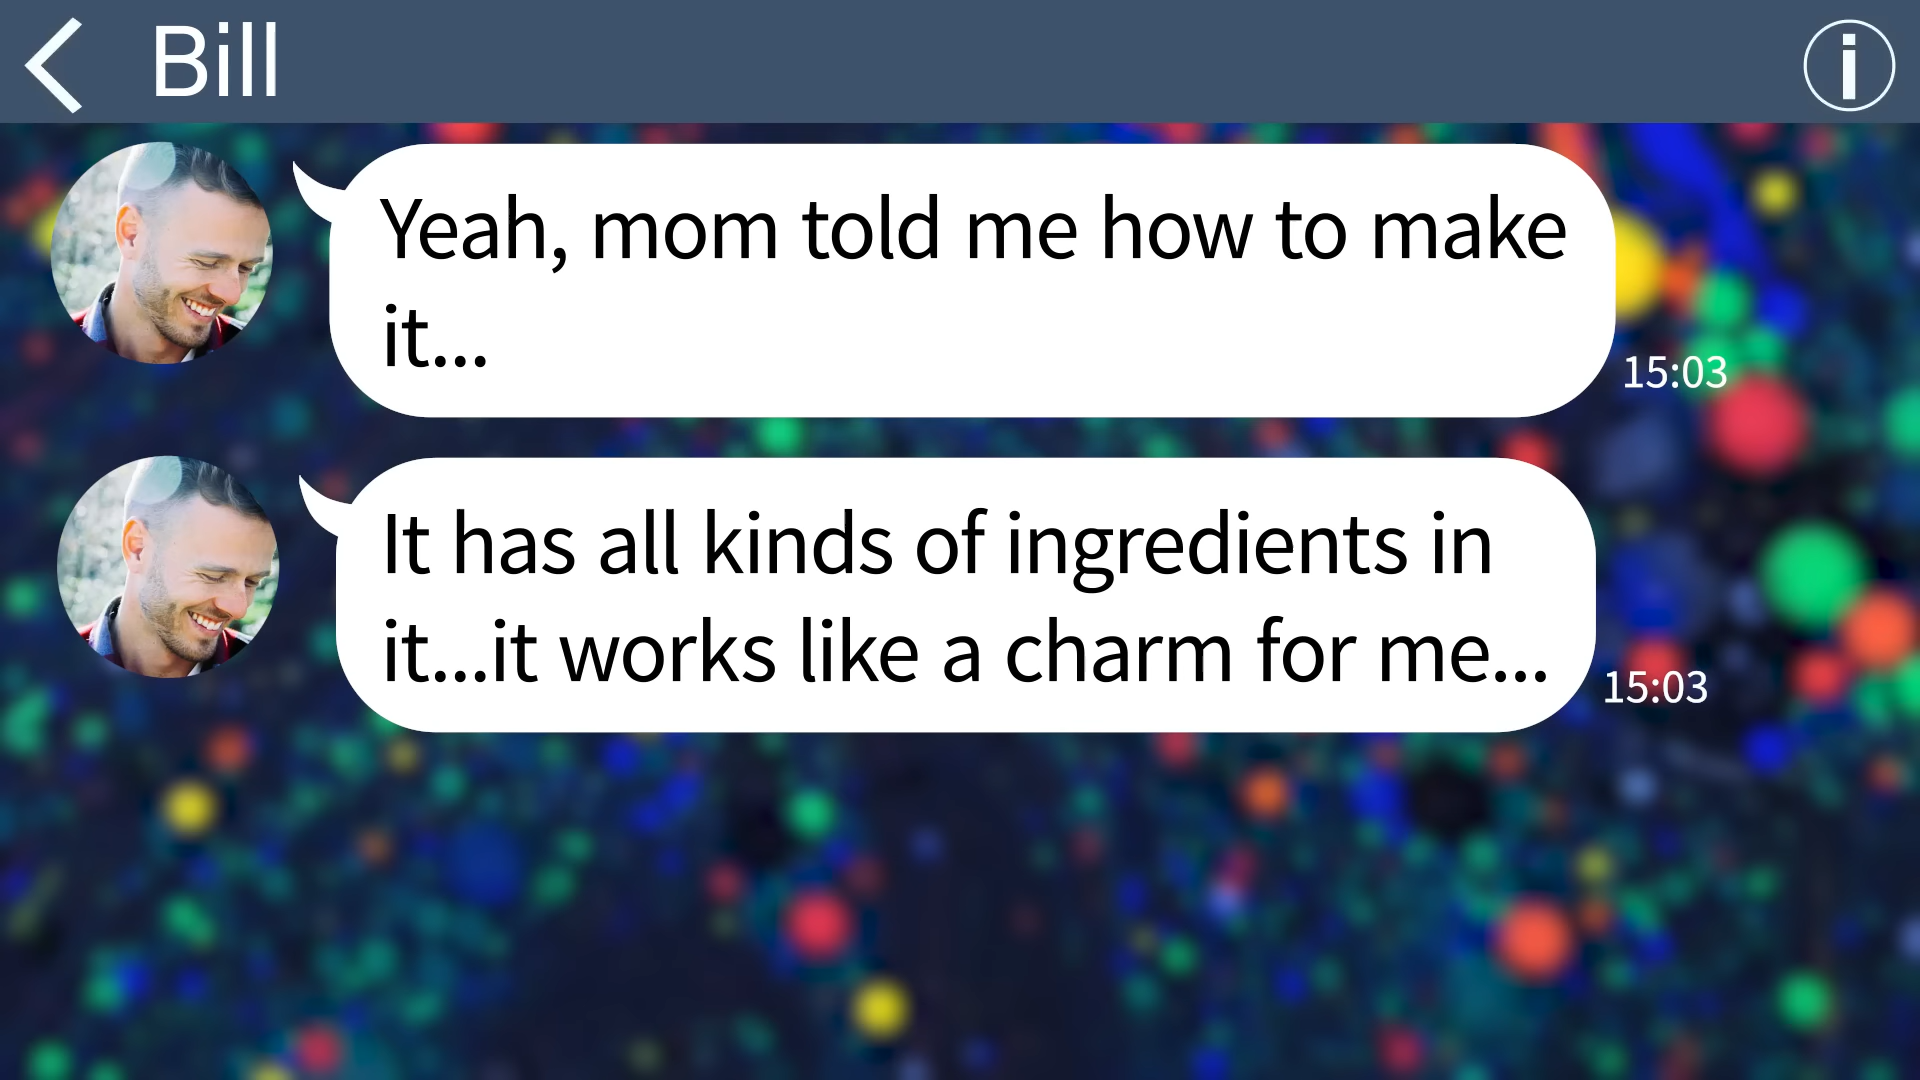 Bill
Yeah, mom told me how to make
it...
15:03
It has all kinds of ingredients in
it...it works like a charm for me...
15:03